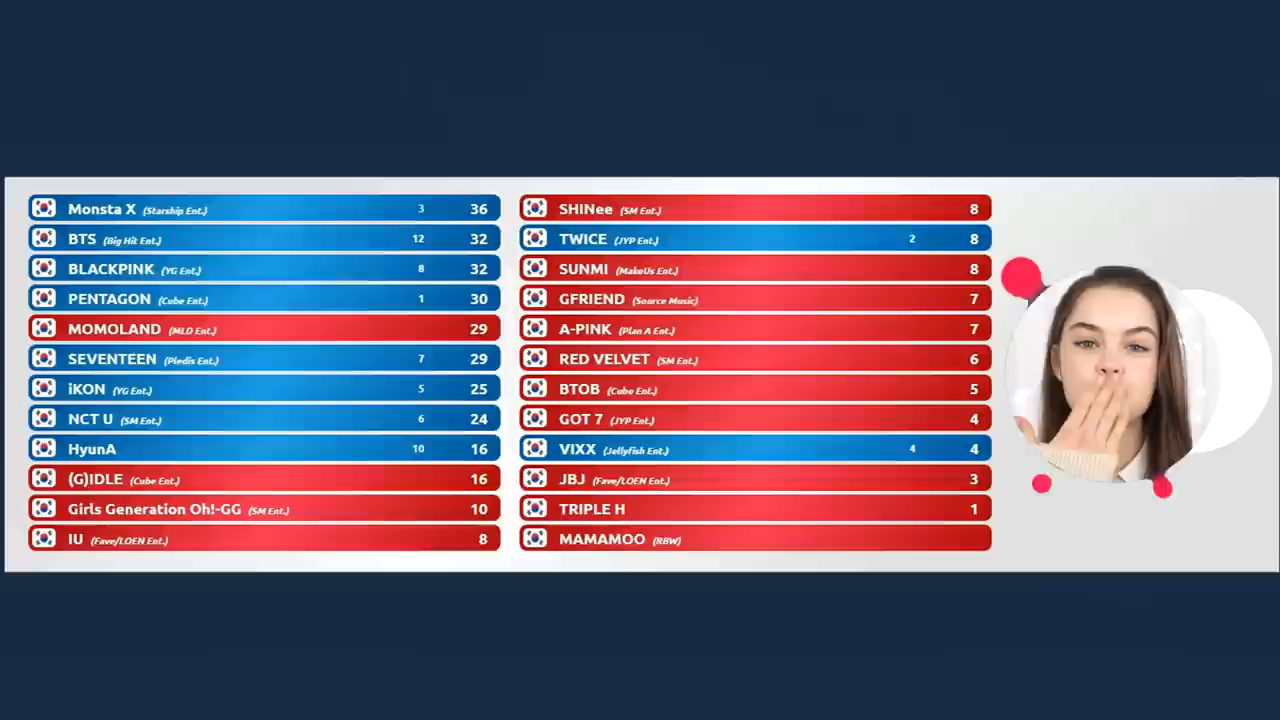 Monsta X (Starship Ent.) 3 36
BTS (Big Hit Ent.) 12 32
BLACKPINK (YG Ent.) 8 32
PENTAGON (Cube Ent.) 1 30
MOMOLAND (MLD Ent.) 29
SEVENTEEN (Pledis Ent.) 7 29
iKON (YG Ent.) 5 25
NCT U (SM Ent.) 6 24
HyunA 10 16
(G)IDLE (Cube Ent.) 16
Girls Generation Oh!-GG (SM Ent.) 10
IU (Fave/LOEN Ent.) 8
SHINee (SM Ent.) 8
TWICE (JYP Ent.) 2 8
SUNMI (MakeUs Ent.) 8
GFRIEND (Source Music) 7
A-PINK (Plan A Ent.) 7
RED VELVET (SM Ent.) 6
BTOB (Cube Ent.) 5
GOT 7 (JYP Ent.) 4
VIXX (Jellyfish Ent.) 4 4
JBJ (Fave/LOEN Ent.) 3
TRIPLE H 1
MAMAMOO (RBW)